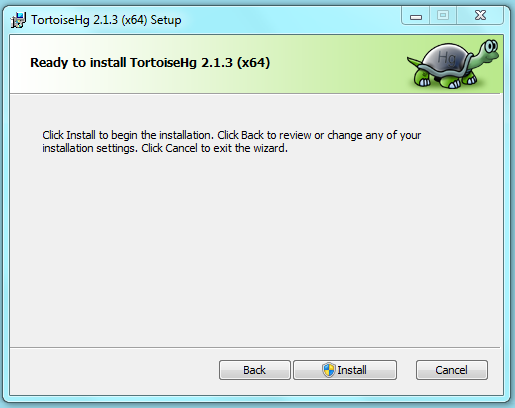 TortoiseHg 2.1.3 (x64) Setup
Ready to install TortoiseHg 2.1.3 (x64)
Hg
Click Install to begin the installation. Click Back to review or change any of your
installation settings. Click Cancel to exit the wizard.
Back
Install
Cancel